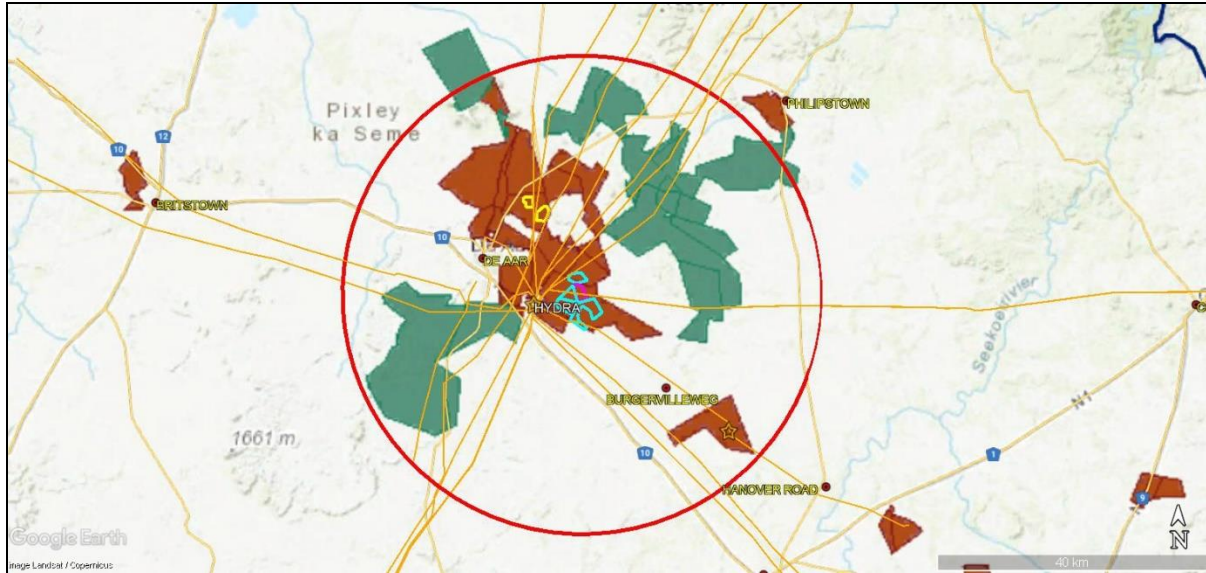 Pixley
ka Seme
PHILIPSTOWN
12
10
BRITSTOWN
10
DE AAR
HYDRA
Seekoerivier
BURGERVILLEWEG
N1
1661 m
10
1
HANOVER ROAD
9
Google Earth
N
Image Landsat / Copernicus
40 km